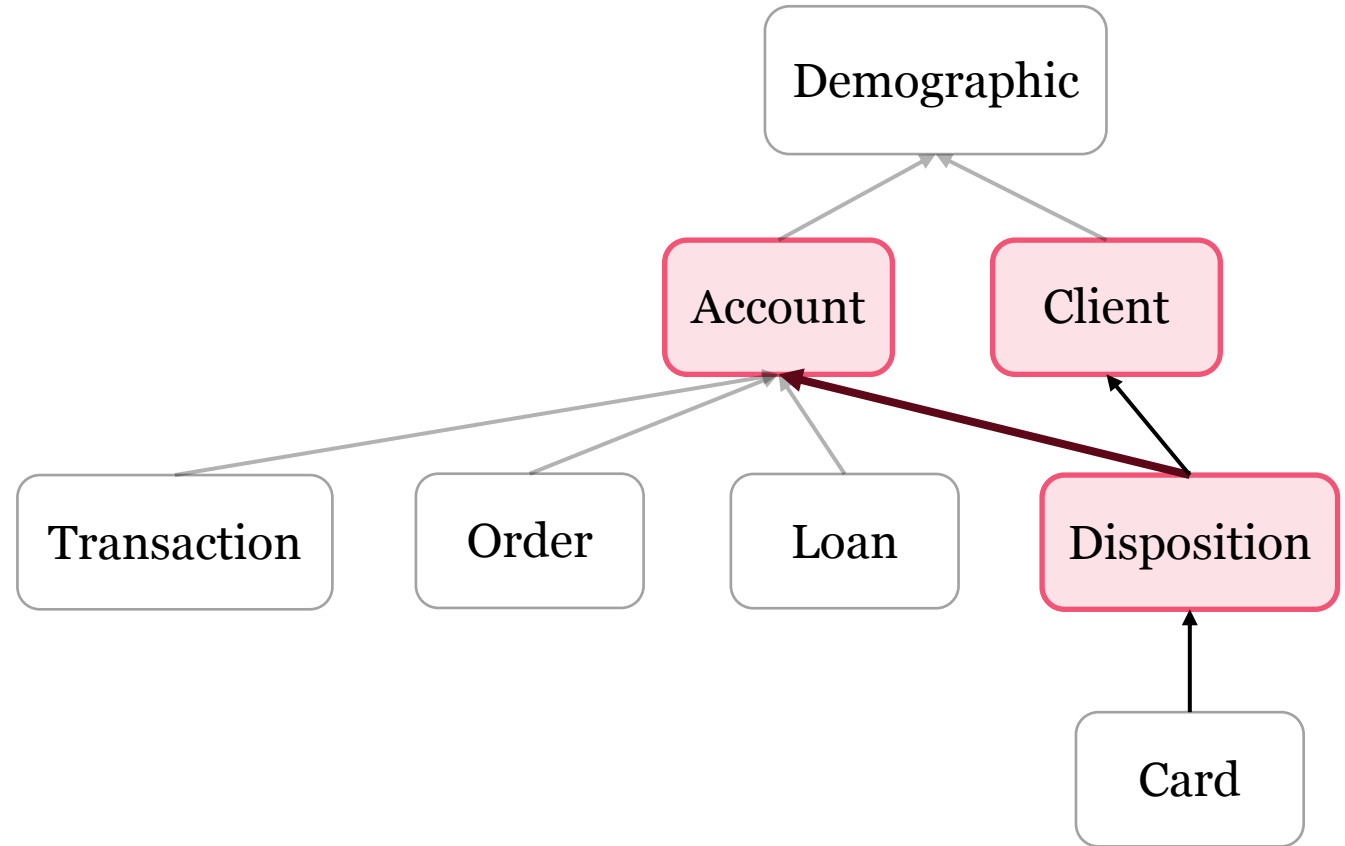 Demographic
Account
Client
Transaction
Order
Loan
Disposition
Card